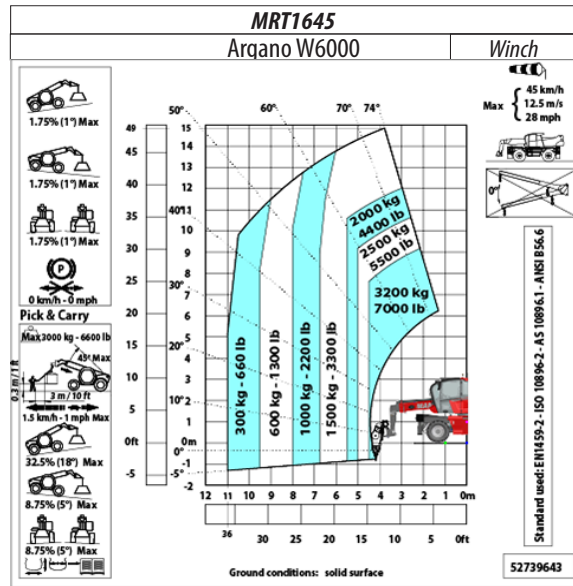 MRT1645
Argano W6000
Winch
1.75% (1°) Max
1.75% (1°) Max
1.75% (1°) Max
P
0 km/h - 0 mph
Pick & Carry
Max 3000 kg - 6600 lb
45° Max
0.3 m/1 ft
3 m / 10 ft
1.5 km/h - 1 mph Max
32.5% (18°) Max
8.75% (5°) Max
8.75% (5°) Max
49
45
40
35
30
25
20
15
10
5
0ft
-5
15
14
13
12
11
10
9
8
7
6
5
4
3
2
1
0m
-1
-2
50°
60°
70°
74°
40°
30°
20°
10°
0°
-5°
2000 kg
4400 lb
2500 kg
5500 lb
3200 kg
7000 lb
300 kg - 660 lb
600 kg - 1300 lb
1000 kg - 2200 lb
1500 kg - 3300 lb
12 11 10 9 8 7 6 5 4 3 2 1 0m
36 30 25 20 15 10 5 0ft
Ground conditions: solid surface
Max
45 km/h
12.5 m/s
28 mph
0°
Standard used: EN1459-2 - ISO 10896-2 - AS 10896.1 - ANSI B56.6
52739643